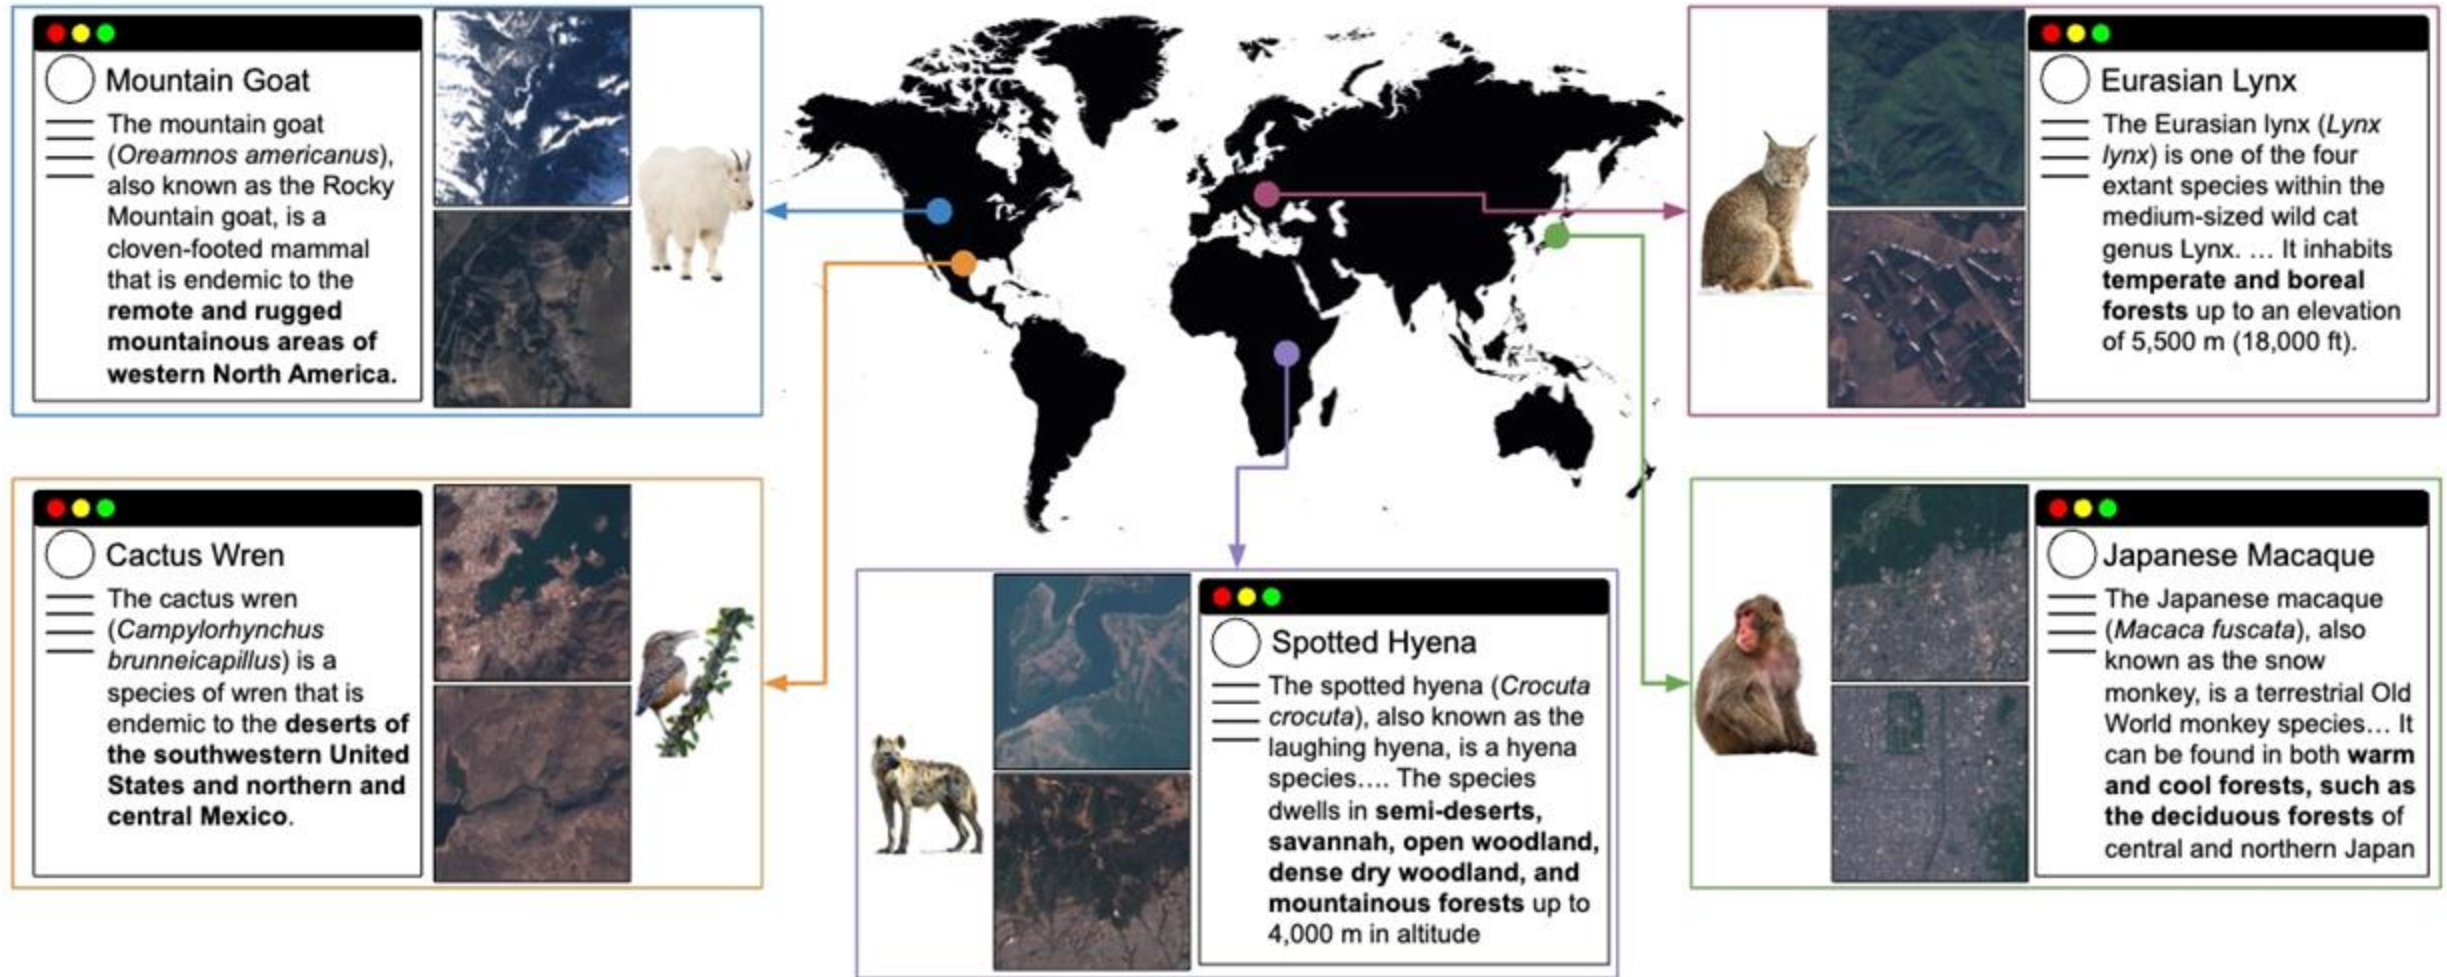 Mountain Goat
The mountain goat
(Oreamnos americanus),
also known as the Rocky
Mountain goat, is a
cloven-footed mammal
that is endemic to the
remote and rugged
mountainous areas of
western North America.
Eurasian Lynx
The Eurasian lynx (Lynx
lynx) is one of the four
extant species within the
medium-sized wild cat
genus Lynx. ... It inhabits
temperate and boreal
forests up to an elevation
of 5,500 m (18,000 ft).
Cactus Wren
The cactus wren
(Campylorhynchus
brunneicapillus) is a
species of wren that is
endemic to the deserts of
the southwestern United
States and northern and
central Mexico.
Spotted Hyena
The spotted hyena (Crocuta
crocuta), also known as the
laughing hyena, is a hyena
species.... The species
dwells in semi-deserts,
savannah, open woodland,
dense dry woodland, and
mountainous forests up to
4,000 m in altitude
Japanese Macaque
The Japanese macaque
(Macaca fuscata), also
known as the snow
monkey, is a terrestrial Old
World monkey species... It
can be found in both warm
and cool forests, such as
the deciduous forests of
central and northern Japan